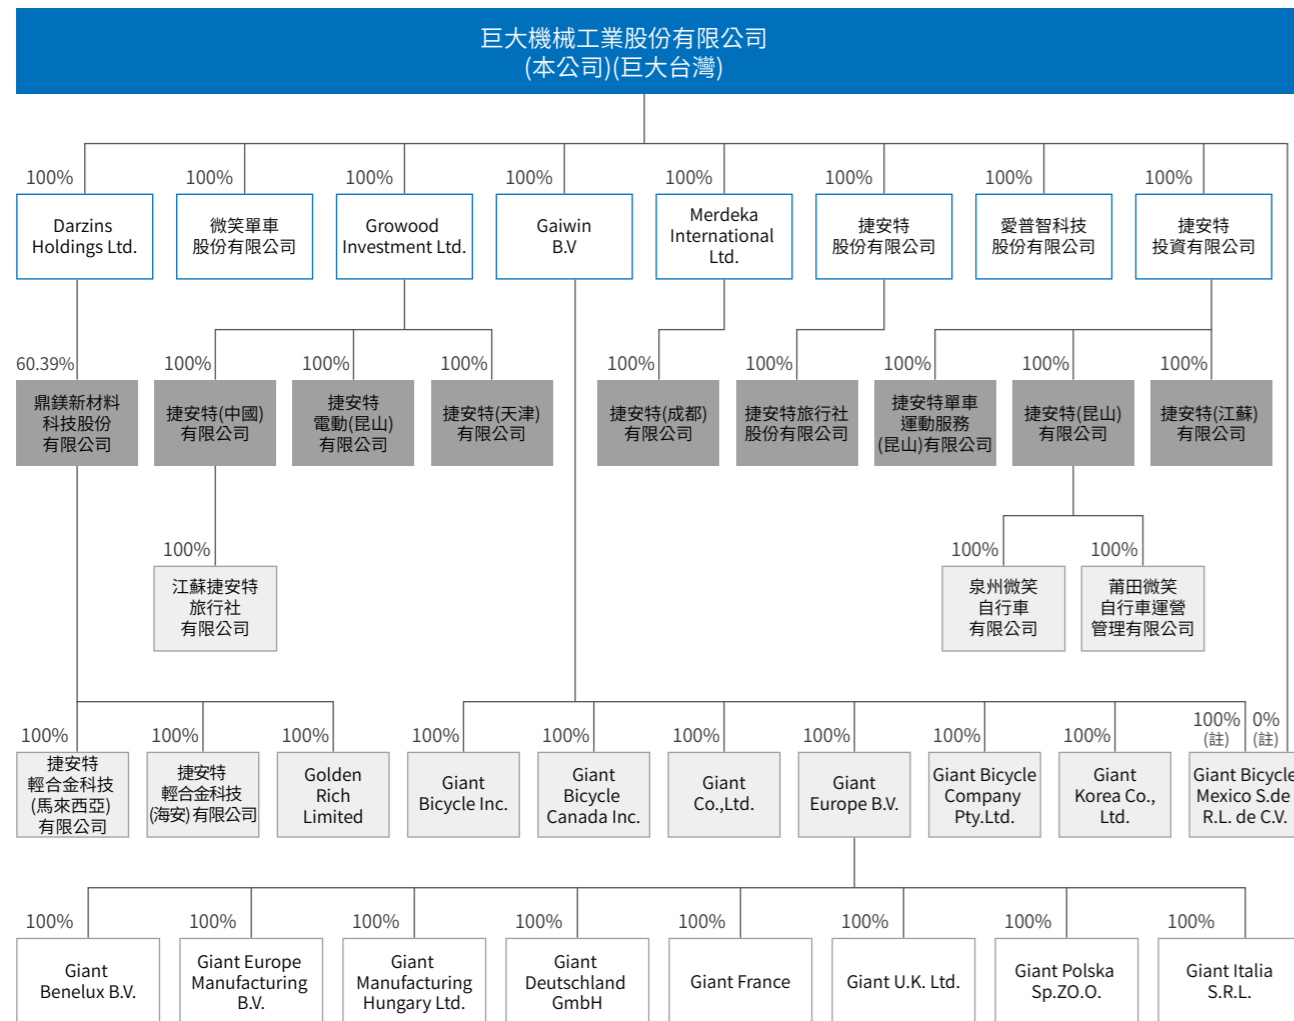 巨大機械工業股份有限公司
(本公司)(巨大台灣)
100%
100%
100%
100%
100%
100%
100%
100%
Darzins
Holdings Ltd.
微笑單車
股份有限公司
Growood
Investment Ltd.
Gaiwin
B.V
Merdeka
International
Ltd.
捷安特
股份有限公司
愛普智科技
股份有限公司
捷安特
投資有限公司
60.39%
100%
100%
100%
100%
100%
100%
100%
100%
鼎鎂新材料
科技股份
有限公司
捷安特(中國)
有限公司
捷安特
電動(昆山)
有限公司
捷安特(天津)
有限公司
捷安特(成都)
有限公司
捷安特旅行社
股份有限公司
捷安特單車
運動服務
(昆山)有限公司
捷安特(昆山)
有限公司
捷安特(江蘇)
有限公司
100%
100%
100%
江蘇捷安特
旅行社
有限公司
泉州微笑
自行車
有限公司
莆田微笑
自行車運營
管理有限公司
100%
100%
100%
100%
100%
100%
100%
100%
100%
100%
(註)
0%
(註)
捷安特
輕合金科技
(馬來西亞)
有限公司
捷安特
輕合金科技
(海安)有限公司
Golden
Rich
Limited
Giant
Bicycle Inc.
Giant
Bicycle
Canada Inc.
Giant
Co.,Ltd.
Giant
Europe B.V.
Giant Bicycle
Company
Pty.Ltd.
Giant
Korea Co.,
Ltd.
Giant Bicycle
Mexico S.de
R.L. de C.V.
100%
100%
100%
100%
100%
100%
100%
100%
Giant
Benelux B.V.
Giant Europe
Manufacturing
B.V.
Giant
Manufacturing
Hungary Ltd.
Giant
Deutschland
GmbH
Giant France
Giant U.K. Ltd.
Giant Polska
Sp.ZO.O.
Giant Italia
S.R.L.